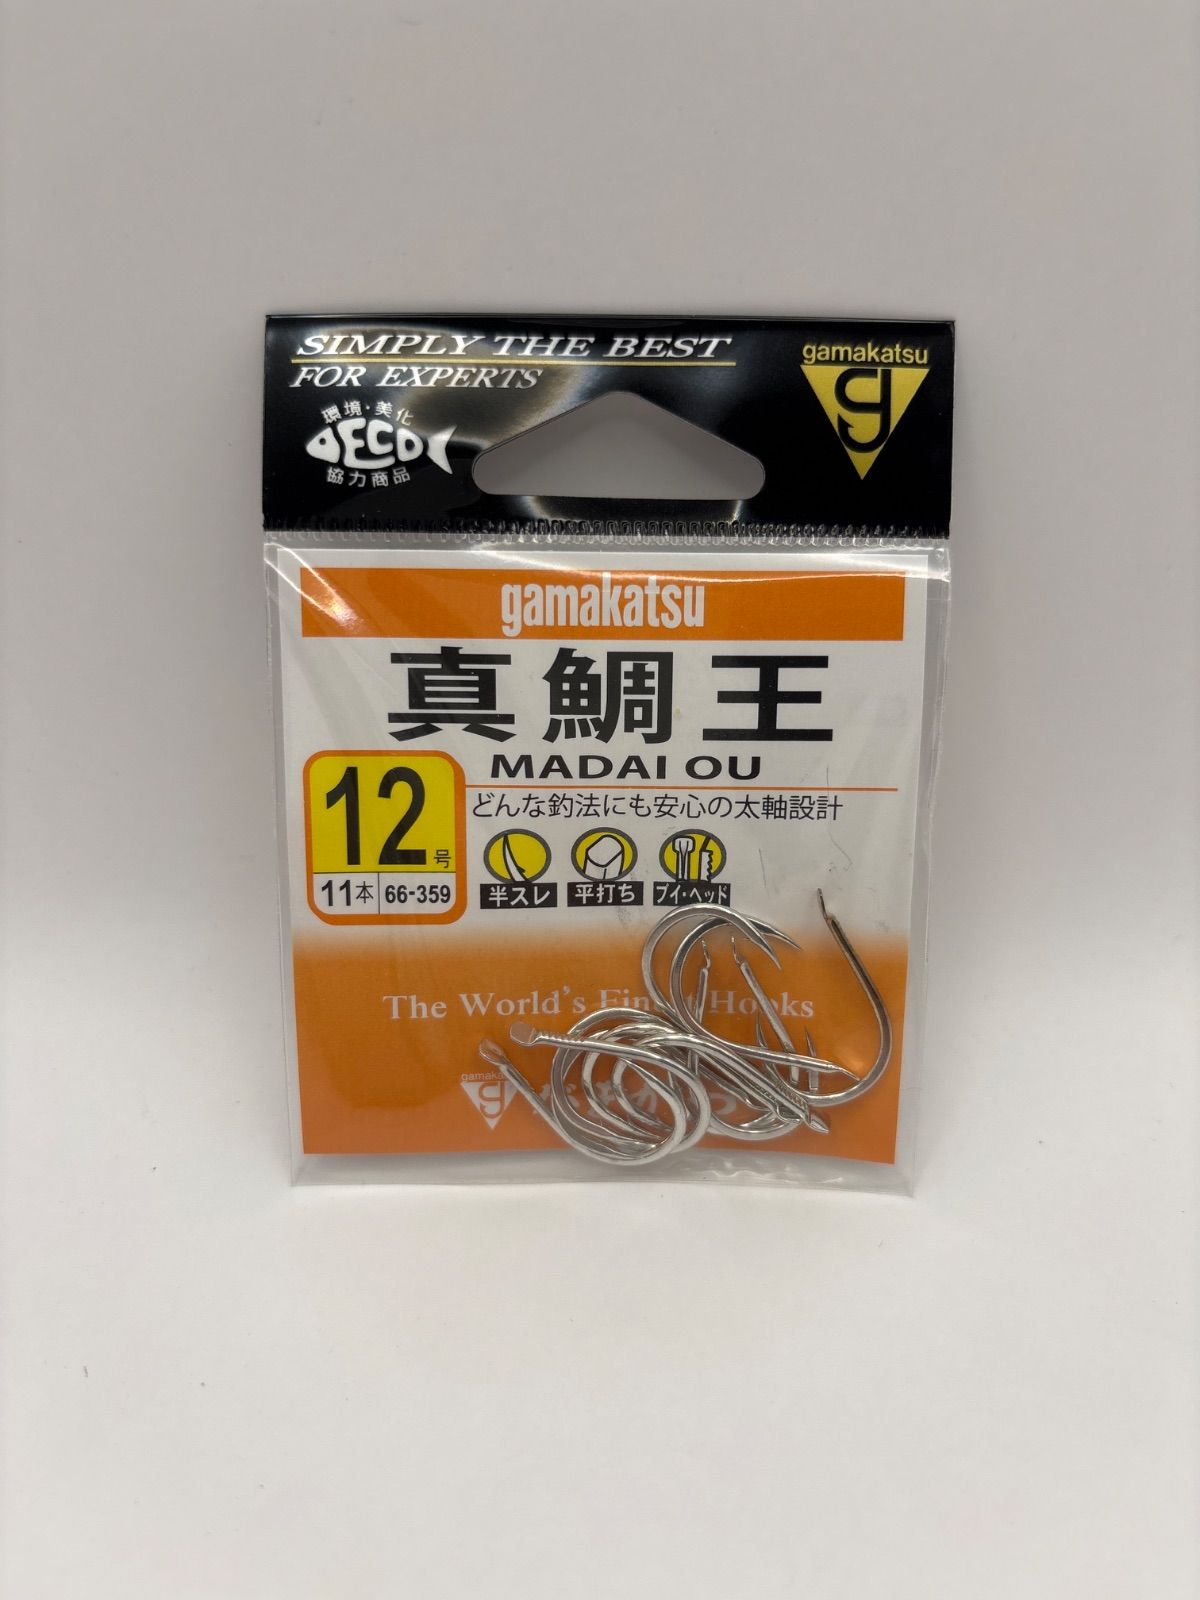 SIMPLY THE BEST
FOR EXPERTS
gamakatsu
g
環境・美化
ECO
協力商品
gamakatsu
真鯛王
MADAI OU
12号
どんな釣法にも安心の太軸設計
11本 66-359
半スレ 平打ち ブイ・ヘッド
The World's Finest Hooks
g